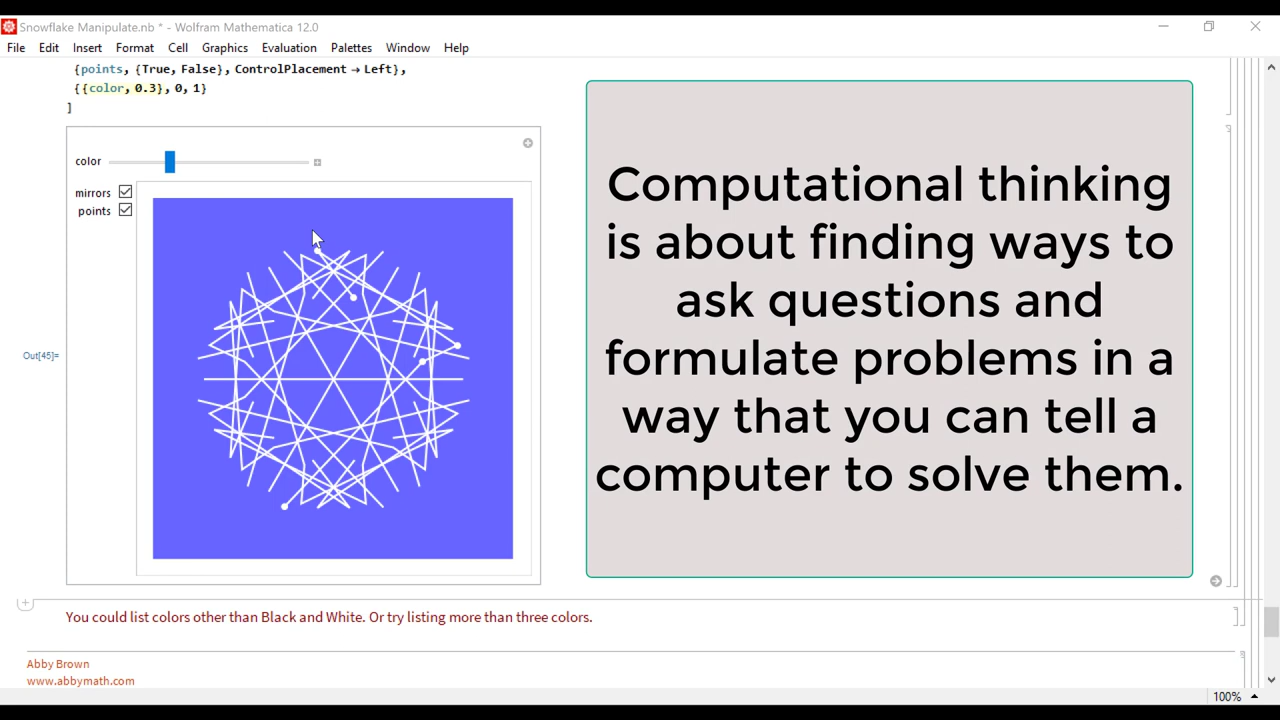 Snowflake Manipulate.nb * - Wolfram Mathematica 12.0
File Edit Insert Format Cell Graphics Evaluation Palettes Window Help
{points, {True, False}, ControlPlacement → Left},
{{color, 0.3}, 0, 1}
]
color
mirrors
points
Out[45]=
Computational thinking
is about finding ways to
ask questions and
formulate problems in a
way that you can tell a
computer to solve them.
You could list colors other than Black and White. Or try listing more than three colors.
Abby Brown
www.abbymath.com
100%